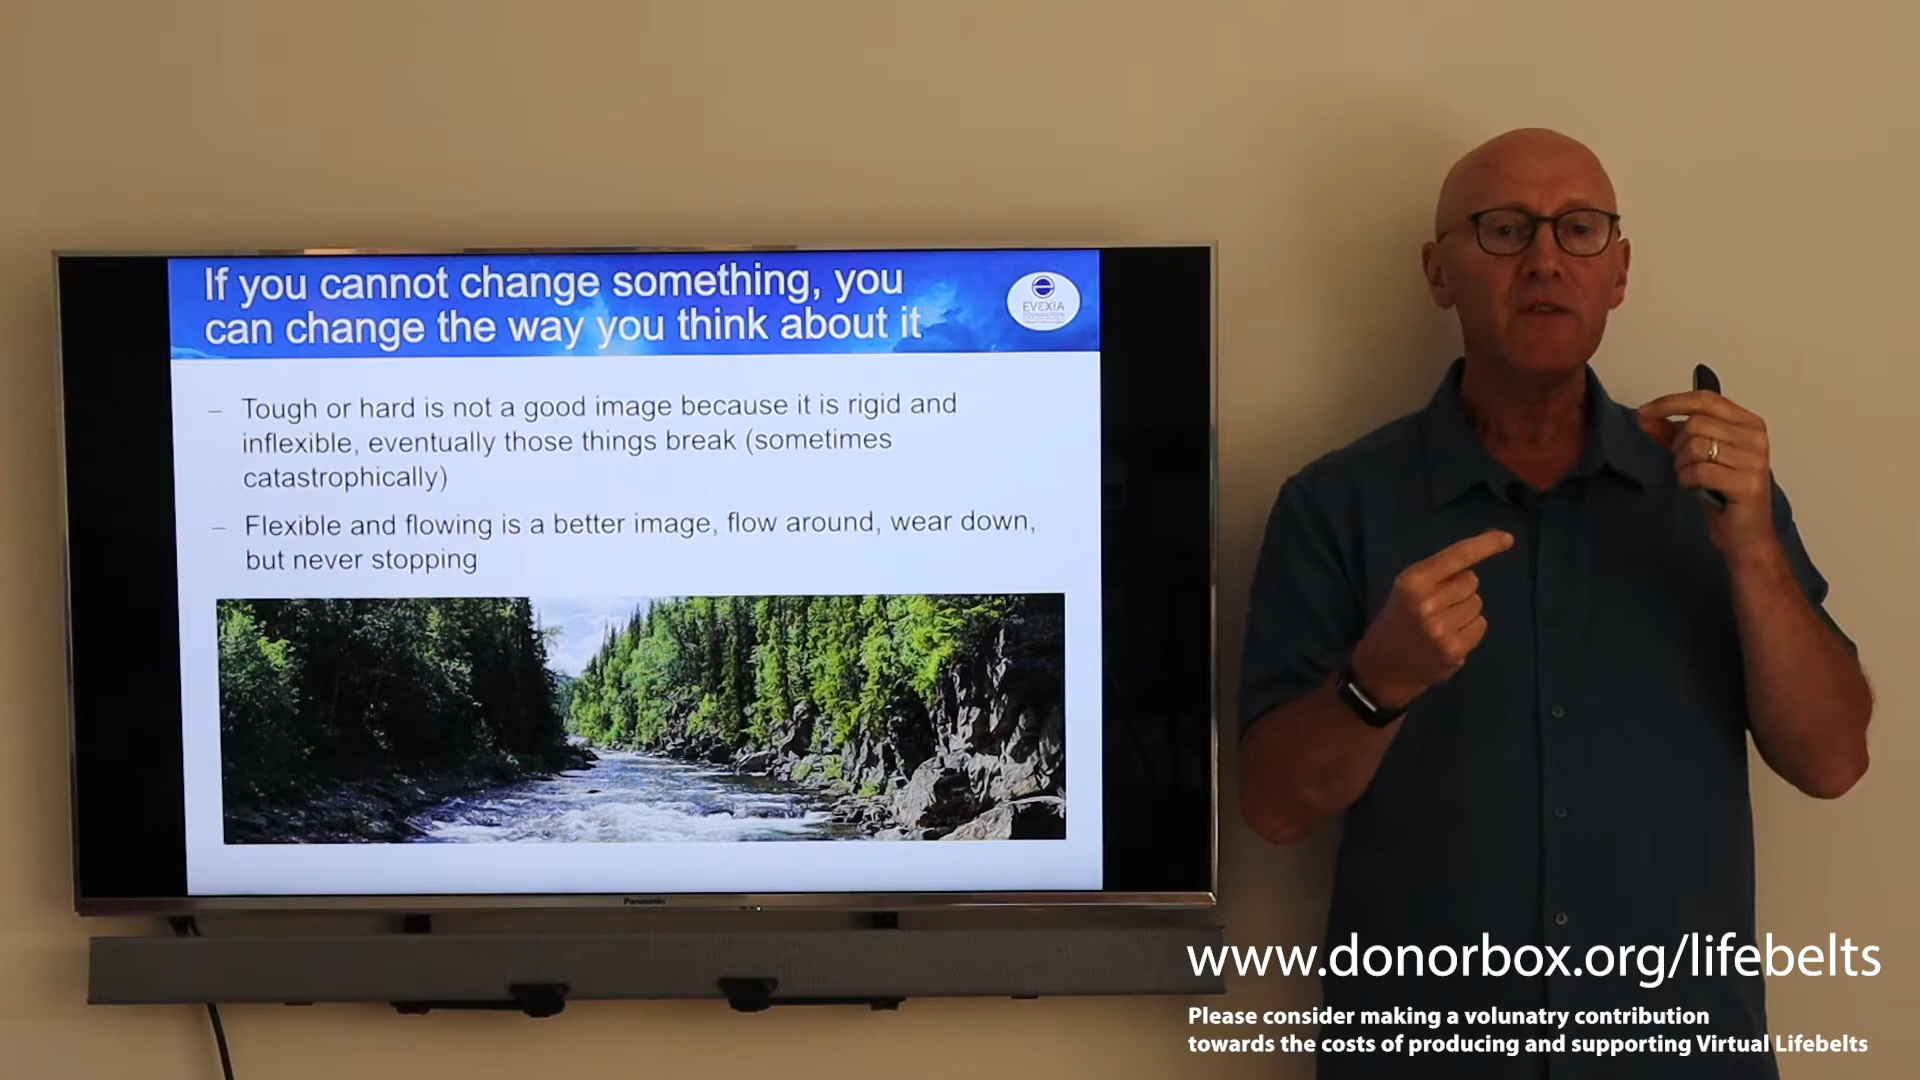 If you cannot change something, you
can change the way you think about it
EVEXIA
– Tough or hard is not a good image because it is rigid and
inflexible, eventually those things break (sometimes
catastrophically)
– Flexible and flowing is a better image, flow around, wear down,
but never stopping
Panasonic
www.donorbox.org/lifebelts
Please consider making a volunatry contribution
towards the costs of producing and supporting Virtual Lifebelts